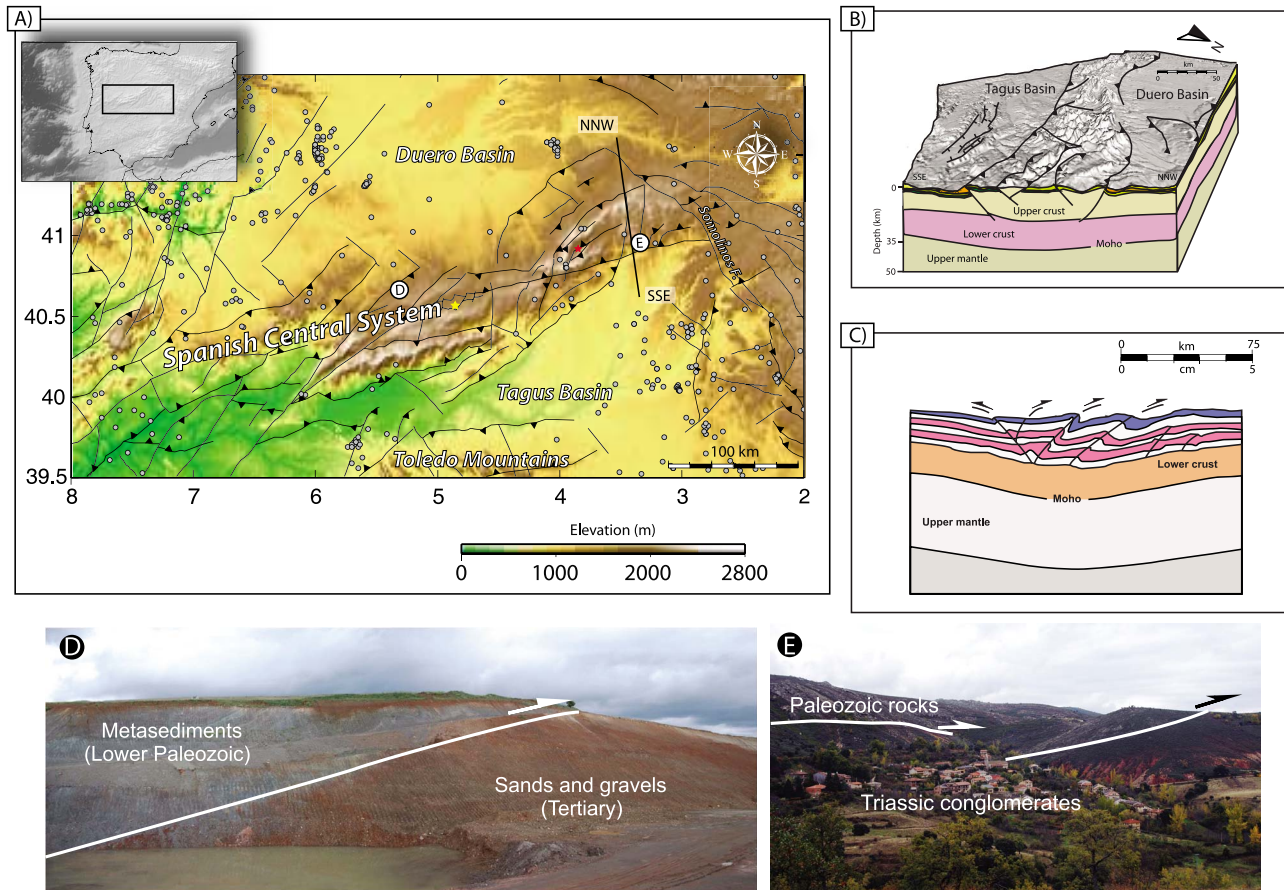 A)
NNW
Duero Basin
N
W E
S
E
Somolinos F.
41
D
SSE
40.5
Spanish Central System
40
Tagus Basin
Toledo Mountains
100 km
39.5
8 7 6 5 4 3 2
Elevation (m)
0 1000 2000 2800
B)
N
km
0 50
Tagus Basin
Duero Basin
SSE
NNW
0
Upper crust
Depth (km)
Lower crust
Moho
35
Upper mantle
50
C)
0 km 75
0 cm 5
Lower crust
Moho
Upper mantle
D
Metasediments
(Lower Paleozoic)
Sands and gravels
(Tertiary)
E
Paleozoic rocks
Triassic conglomerates